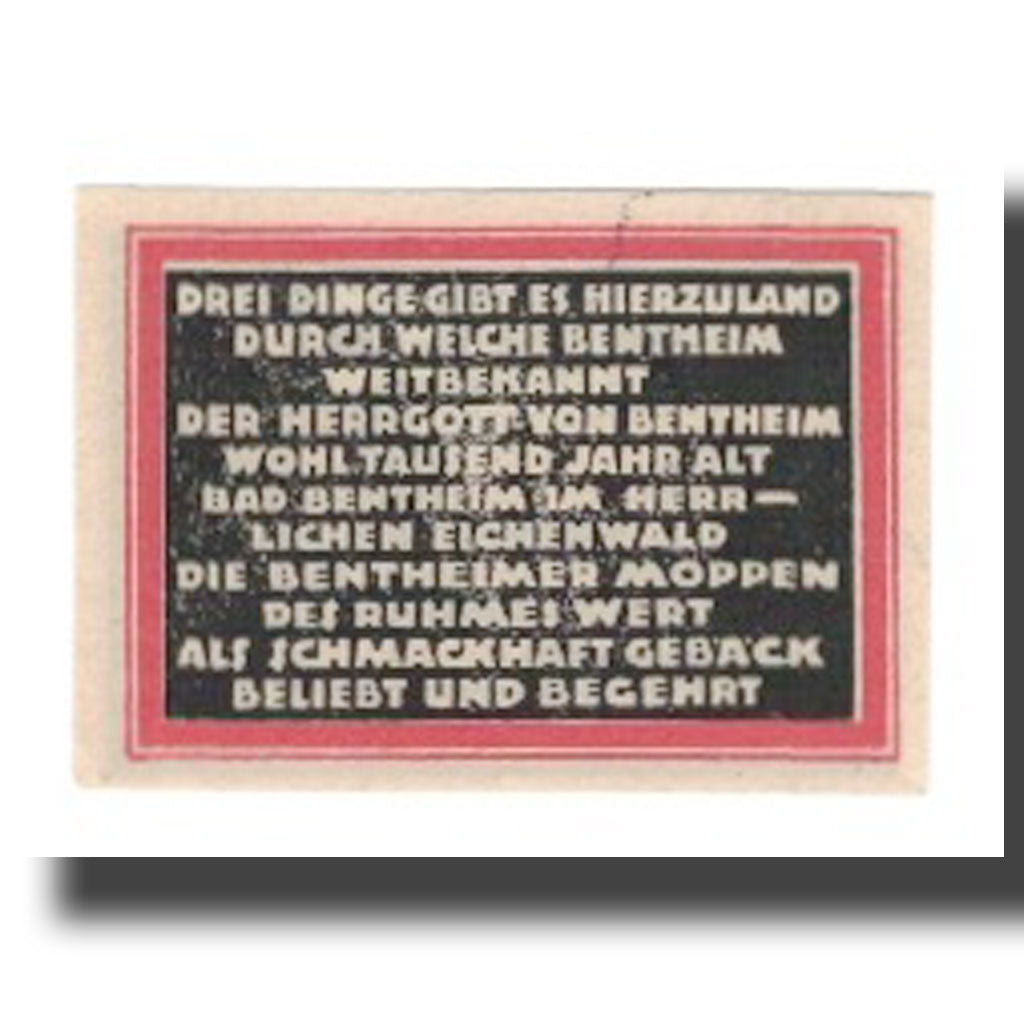 DREI DINGE GIBT ES HIERZULAND
DURCH WELCHE BENTHEIM
WEITBEKANNT
DER HERRGOTT VON BENTHEIM
WOHL TAUSEND JAHR ALT
BAD BENTHEIM IM HERR—
LICHEN EICHENWALD
DIE BENTHEIMER MOPPEN
DES RUHMES WERT
ALS SCHMACKHAFT GEBÄCK
BELIEBT UND BEGEHRT